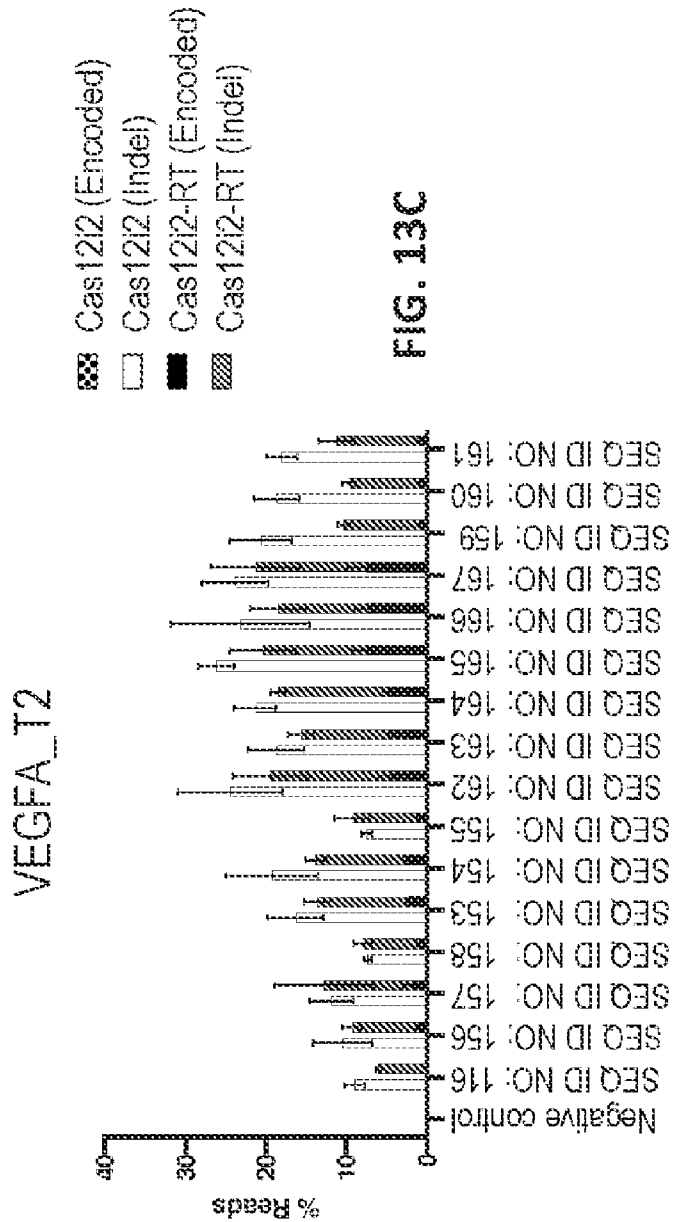 VEGFA_T2
Cas12i2 (Encoded)
Cas12i2 (Indel)
Cas12i2-RT (Encoded)
Cas12i2-RT (Indel)
FIG. 13C
% Reads
40
30
20
10
0
Negative control
SEQ ID NO: 116
SEQ ID NO: 156
SEQ ID NO: 157
SEQ ID NO: 158
SEQ ID NO: 153
SEQ ID NO: 154
SEQ ID NO: 155
SEQ ID NO: 162
SEQ ID NO: 163
SEQ ID NO: 164
SEQ ID NO: 165
SEQ ID NO: 166
SEQ ID NO: 167
SEQ ID NO: 159
SEQ ID NO: 160
SEQ ID NO: 161